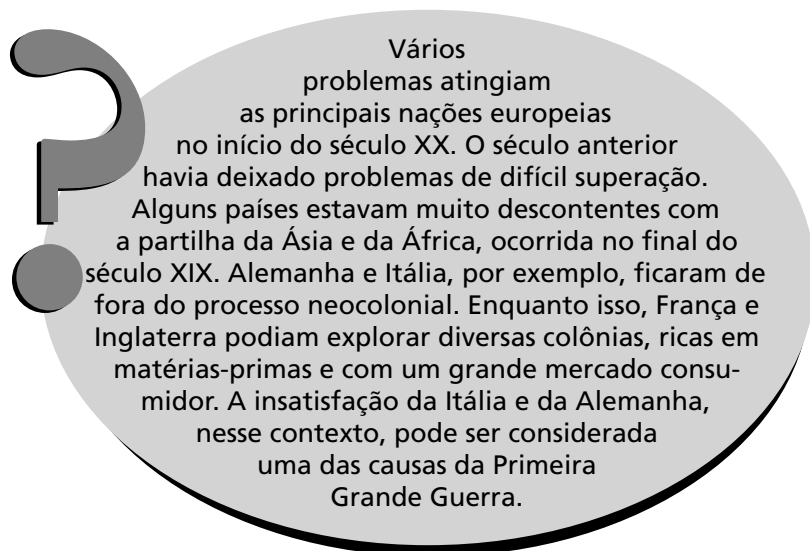 ?
Vários
problemas atingiam
as principais nações europeias
no início do século XX. O século anterior
havia deixado problemas de difícil superação.
Alguns países estavam muito descontentes com
a partilha da Ásia e da África, ocorrida no final do
século XIX. Alemanha e Itália, por exemplo, ficaram de
fora do processo neocolonial. Enquanto isso, França e
Inglaterra podiam explorar diversas colônias, ricas em
matérias-primas e com um grande mercado consu-
midor. A insatisfação da Itália e da Alemanha,
nesse contexto, pode ser considerada
uma das causas da Primeira
Grande Guerra.